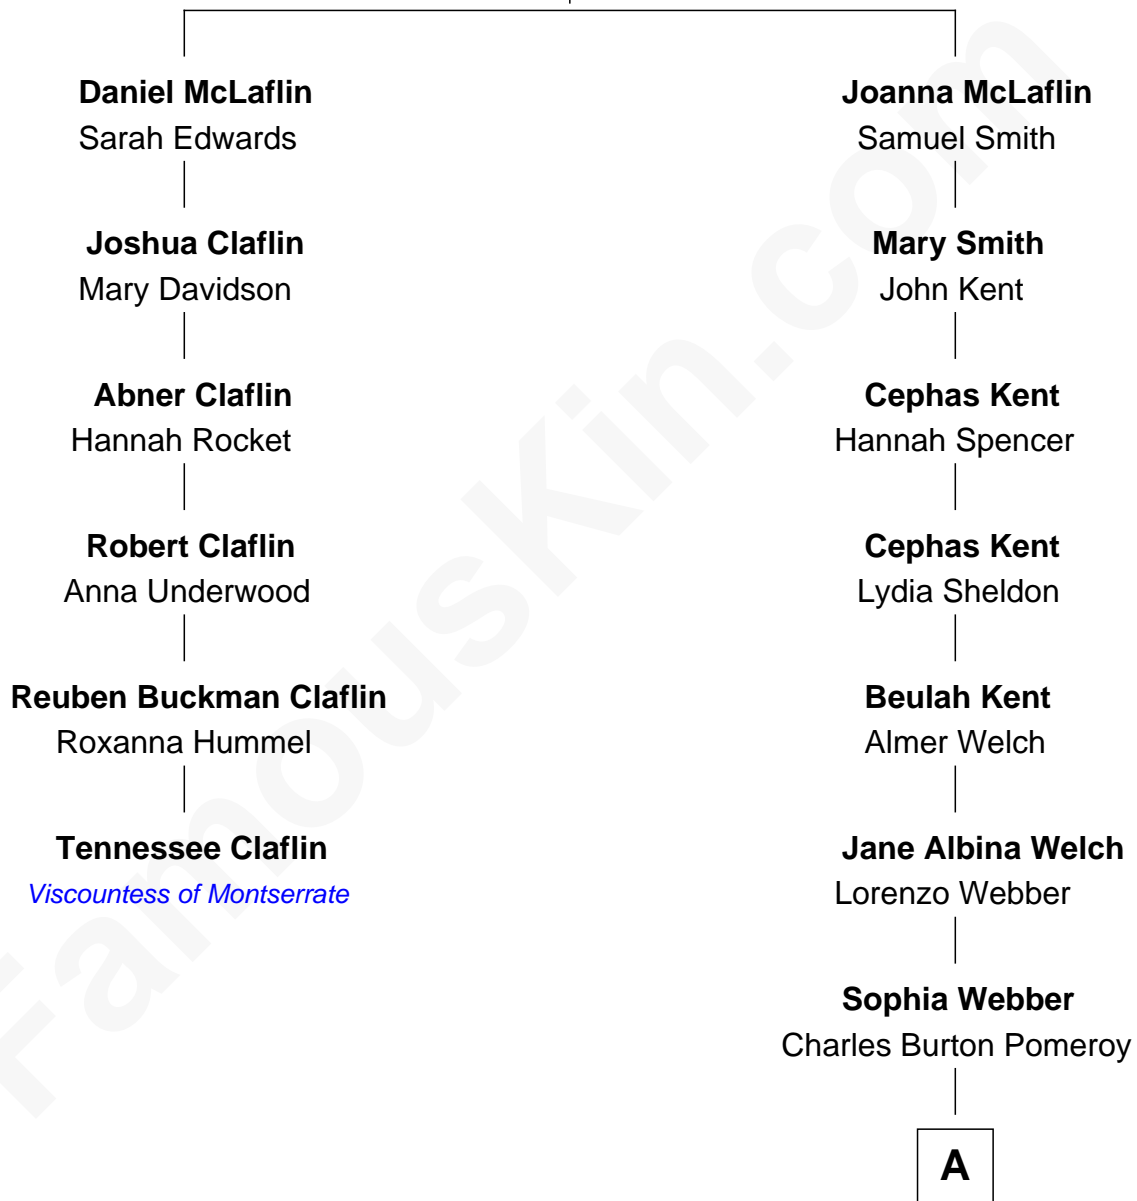 Daniel McLaflin
Sarah Edwards
Joshua Claflin
Mary Davidson
Abner Claflin
Hannah Rocket
Robert Claflin
Anna Underwood
Reuben Buckman Claflin
Roxanna Hummel
Tennessee Claflin
Viscountess of Montserrate
Joanna McLaflin
Samuel Smith
Mary Smith
John Kent
Cephas Kent
Hannah Spencer
Cephas Kent
Lydia Sheldon
Beulah Kent
Almer Welch
Jane Albina Welch
Lorenzo Webber
Sophia Webber
Charles Burton Pomeroy
A
FamousKin.com